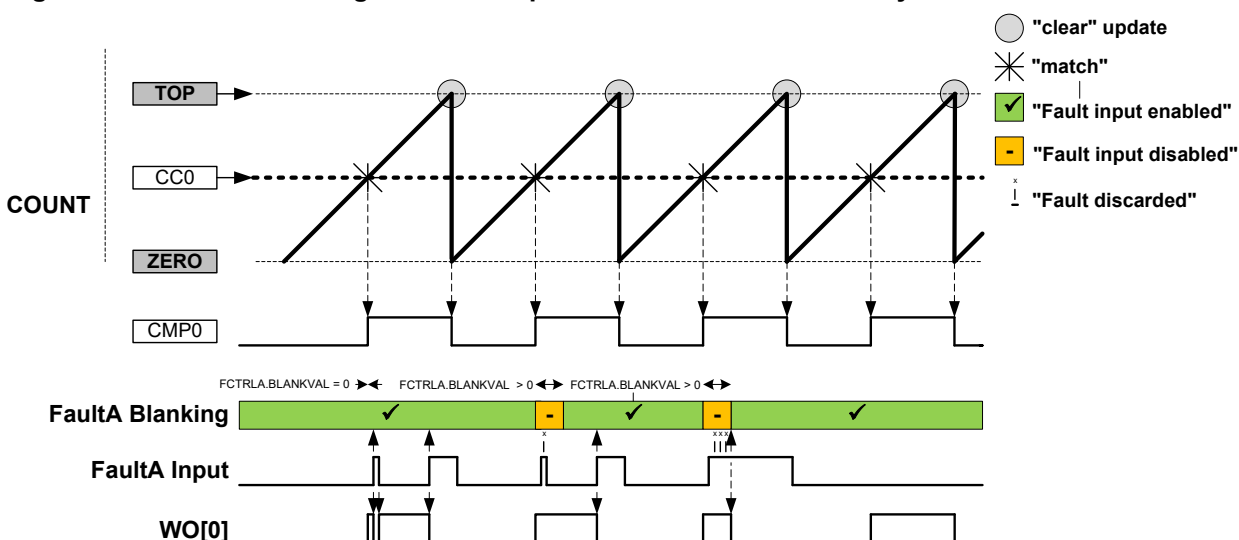 "clear" update
"match"
TOP
"Fault input enabled"
"Fault input disabled"
CC0
"Fault discarded"
COUNT
ZERO
CMP0
FCTRLA.BLANKVAL = 0 FCTRLA.BLANKVAL > 0 FCTRLA.BLANKVAL > 0
FaultA Blanking ✓ - ✓ - ✓
x x x x
FaultA Input
WO[0]